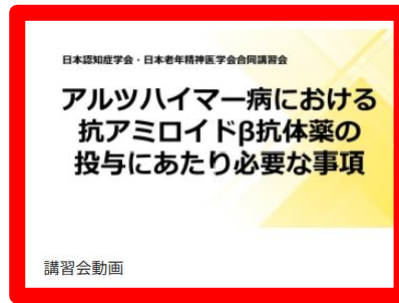 日本認知症学会・日本老年精神医学会合同講習会
アルツハイマー病における
抗アミロイドβ抗体薬の
投与にあたり必要な事項
講習会動画